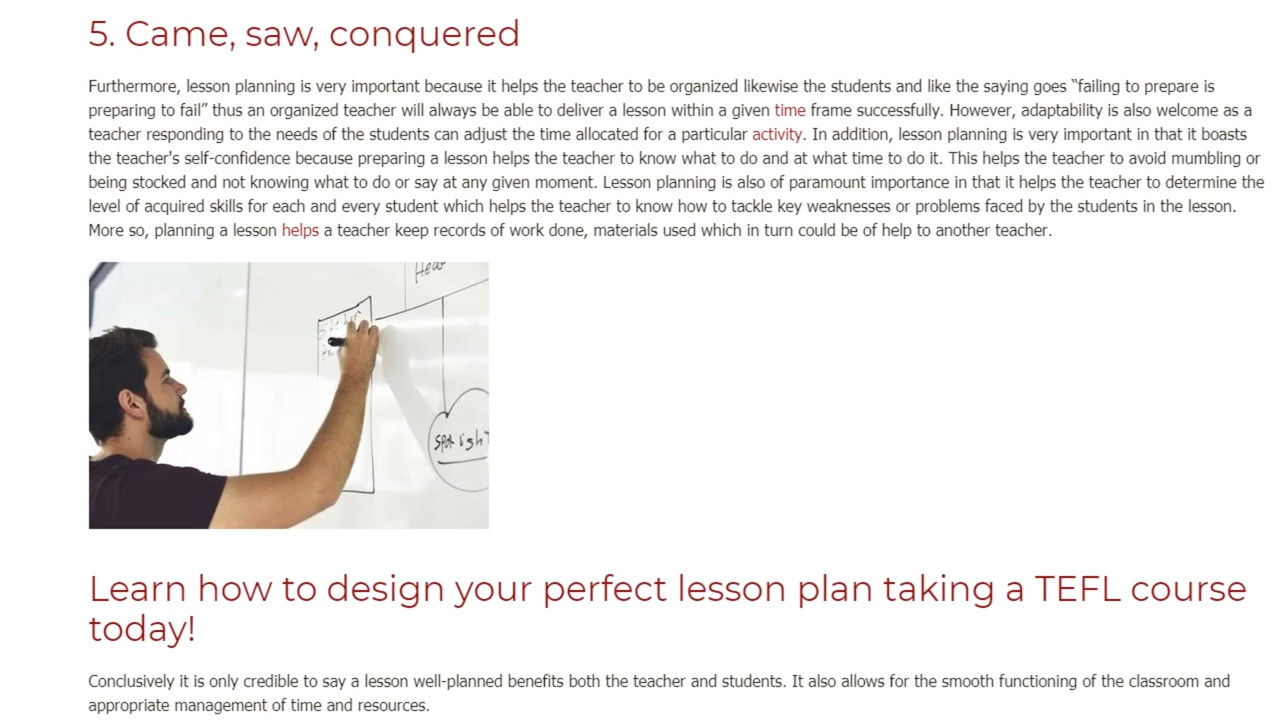 5. Came, saw, conquered
Furthermore, lesson planning is very important because it helps the teacher to be organized likewise the students and like the saying goes “failing to prepare is
preparing to fail” thus an organized teacher will always be able to deliver a lesson within a given time frame successfully. However, adaptability is also welcome as a
teacher responding to the needs of the students can adjust the time allocated for a particular activity. In addition, lesson planning is very important in that it boasts
the teacher's self-confidence because preparing a lesson helps the teacher to know what to do and at what time to do it. This helps the teacher to avoid mumbling or
being stocked and not knowing what to do or say at any given moment. Lesson planning is also of paramount importance in that it helps the teacher to determine the
level of acquired skills for each and every student which helps the teacher to know how to tackle key weaknesses or problems faced by the students in the lesson.
More so, planning a lesson helps a teacher keep records of work done, materials used which in turn could be of help to another teacher.
Learn how to design your perfect lesson plan taking a TEFL course
today!
Conclusively it is only credible to say a lesson well-planned benefits both the teacher and students. It also allows for the smooth functioning of the classroom and
appropriate management of time and resources.